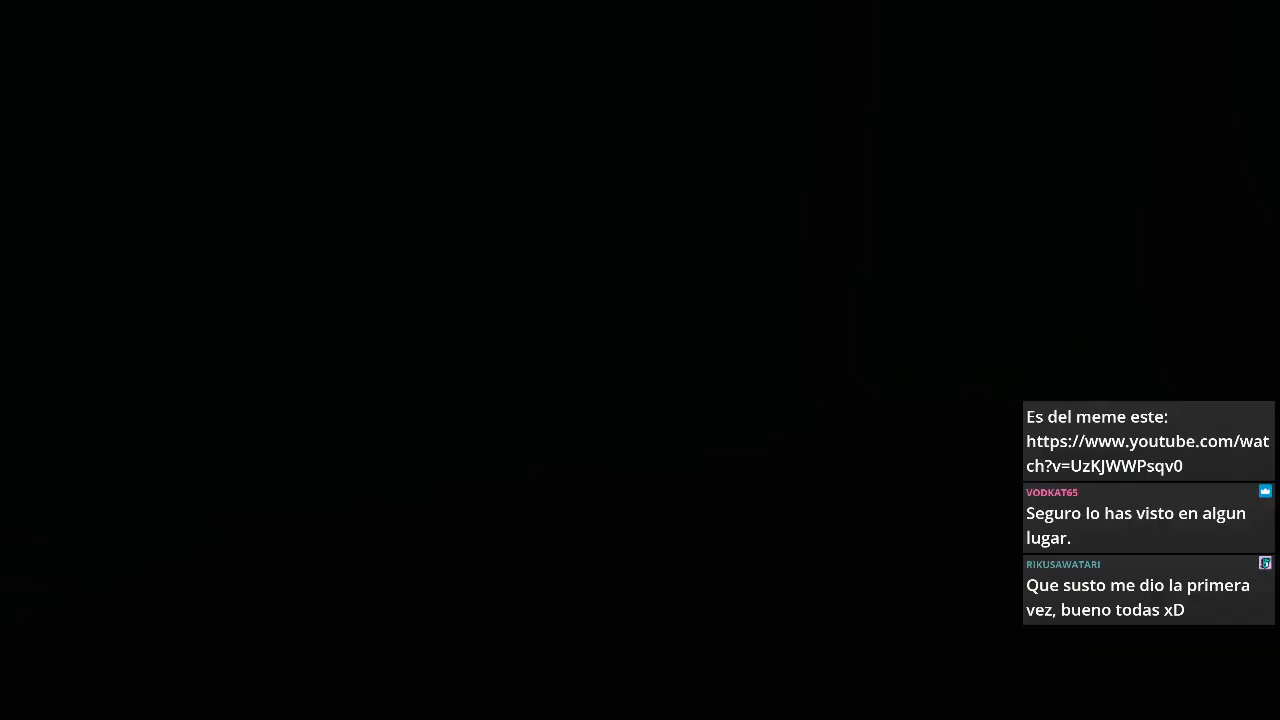 Es del meme este:
https://www.youtube.com/wat
ch?v=UzKJWWPsqv0
VODKAT65
Seguro lo has visto en algun
lugar.
RIKUSAWATARI
Que susto me dio la primera
vez, bueno todas xD